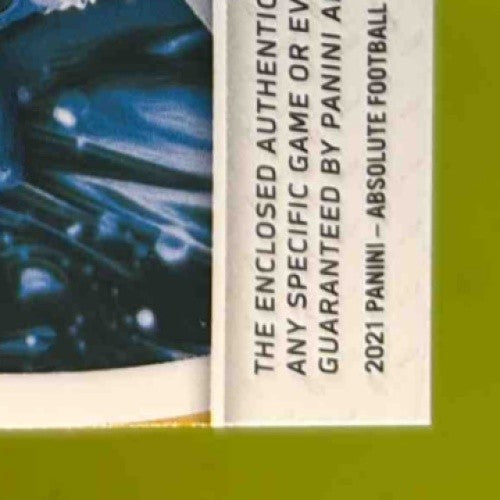 THE ENCLOSED AUTHENTIC
ANY SPECIFIC GAME OR EV
GUARANTEED BY PANINI A
2021 PANINI – ABSOLUTE FOOTBALL